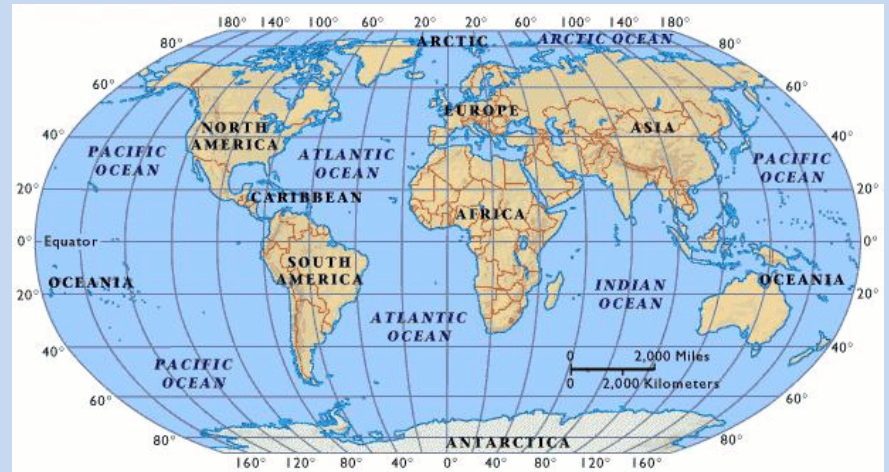 180° 140° 100° 60° 20° 20° 60° 100° 140° 180°
ARCTIC
ARCTIC OCEAN
80° 80°
60° 60°
EUROPE
NORTH
AMERICA
ASIA
40° 40°
PACIFIC
OCEAN
ATLANTIC
OCEAN
PACIFIC
OCEAN
20° 20°
CARIBBEAN
AFRICA
Equator
0° 0°
SOUTH
AMERICA
OCEANIA
INDIAN
OCEAN
OCEANIA
20° 20°
ATLANTIC
OCEAN
40° 40°
0 2,000 Miles
0 2,000 Kilometers
PACIFIC
OCEAN
60° 60°
80° 80°
ANTARCTICA
160° 120° 80° 40° 0° 40° 80° 120° 160°